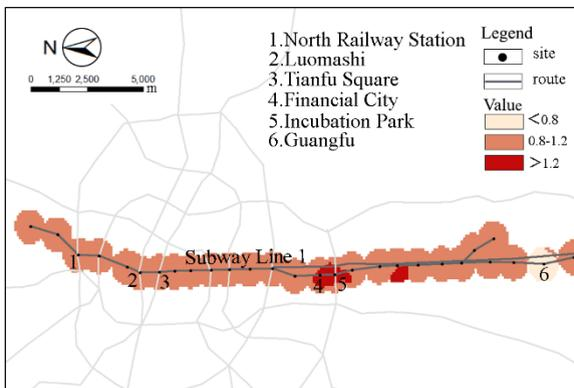 N
0 1,250 2,500 5,000
m
1.North Railway Station
2.Luomashi
3.Tianfu Square
4.Financial City
5.Incubation Park
6.Guangfu
Legend
site
route
Value
<0.8
0.8-1.2
>1.2
Subway Line 1
1
2
3
4
5
6